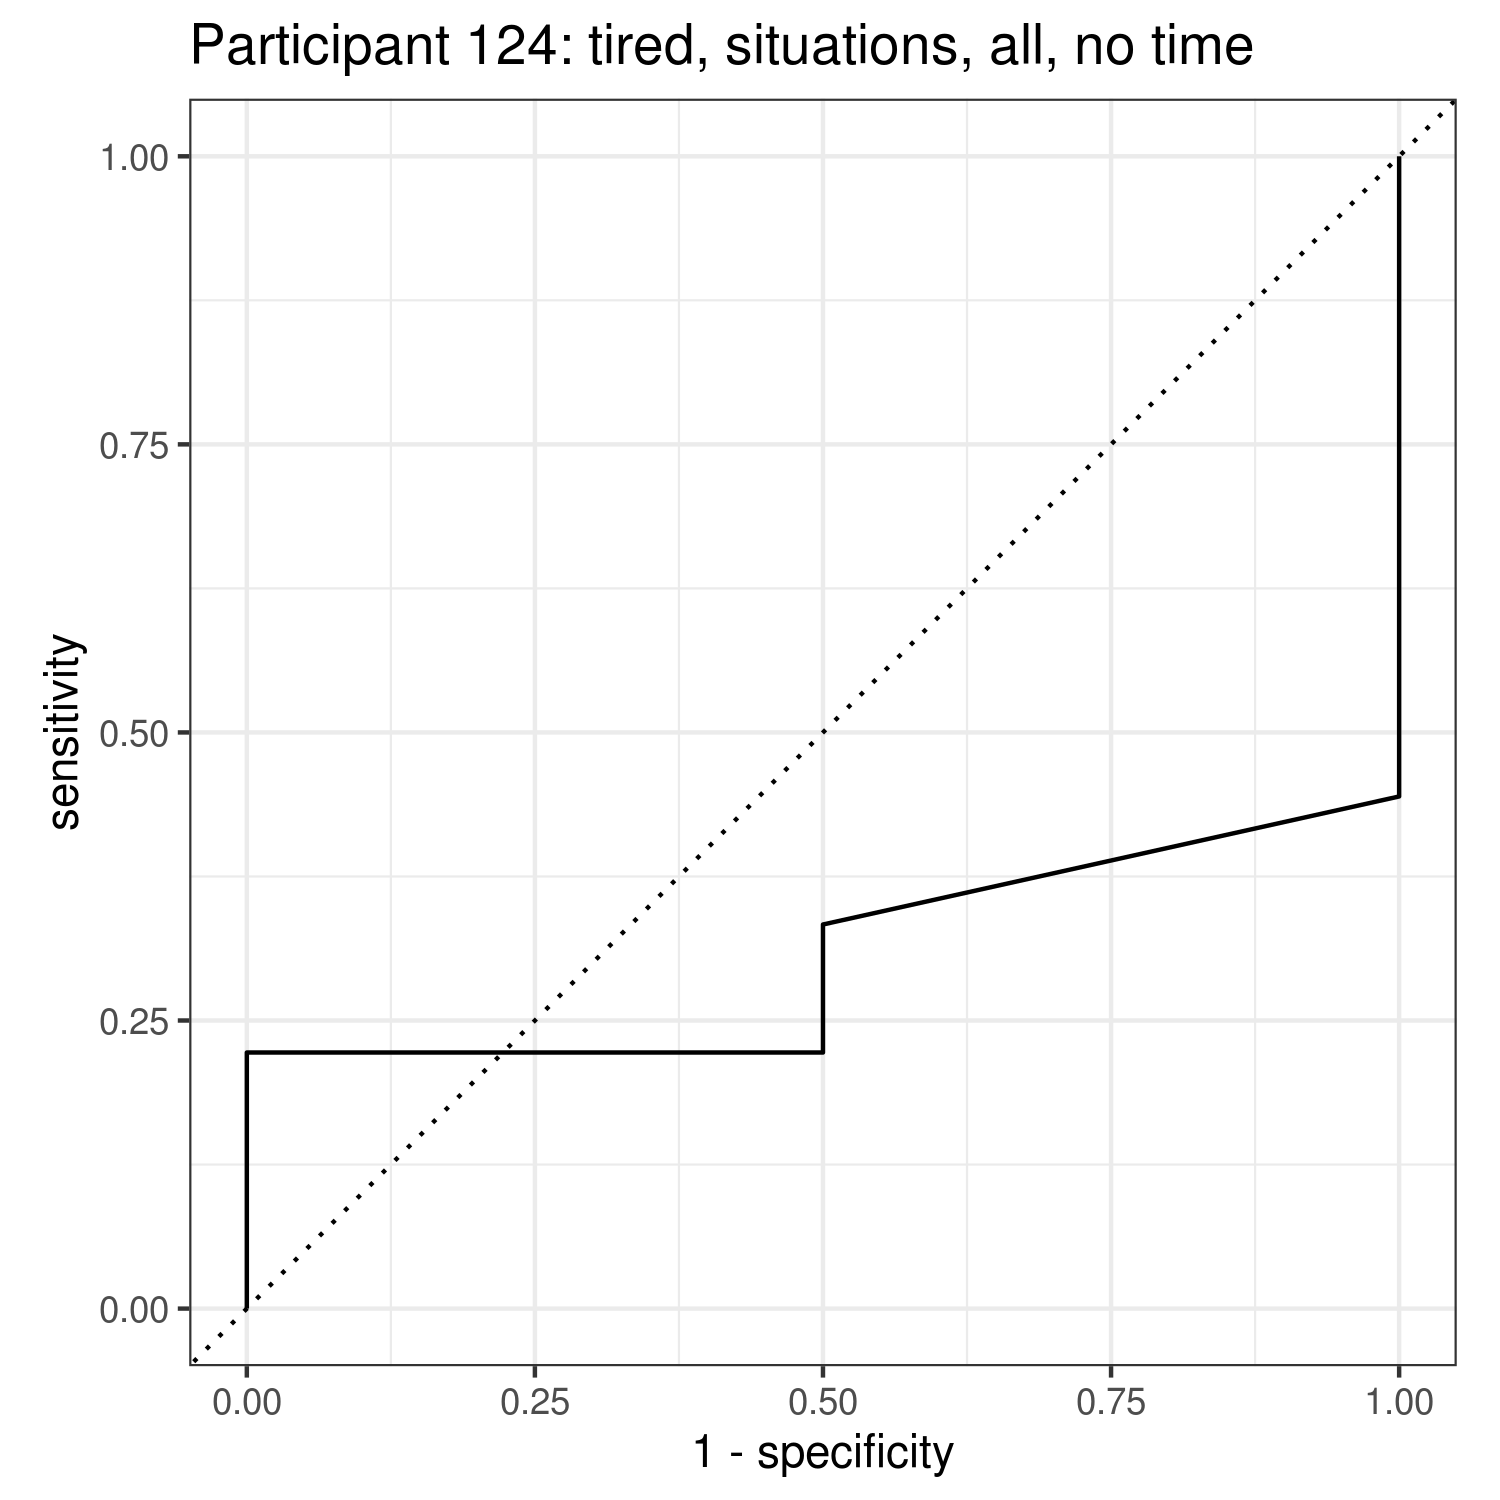 Participant 124: tired, situations, all, no time
1.00
0.75
0.50
0.25
0.00
sensitivity
0.00 0.25 0.50 0.75 1.00
1 - specificity